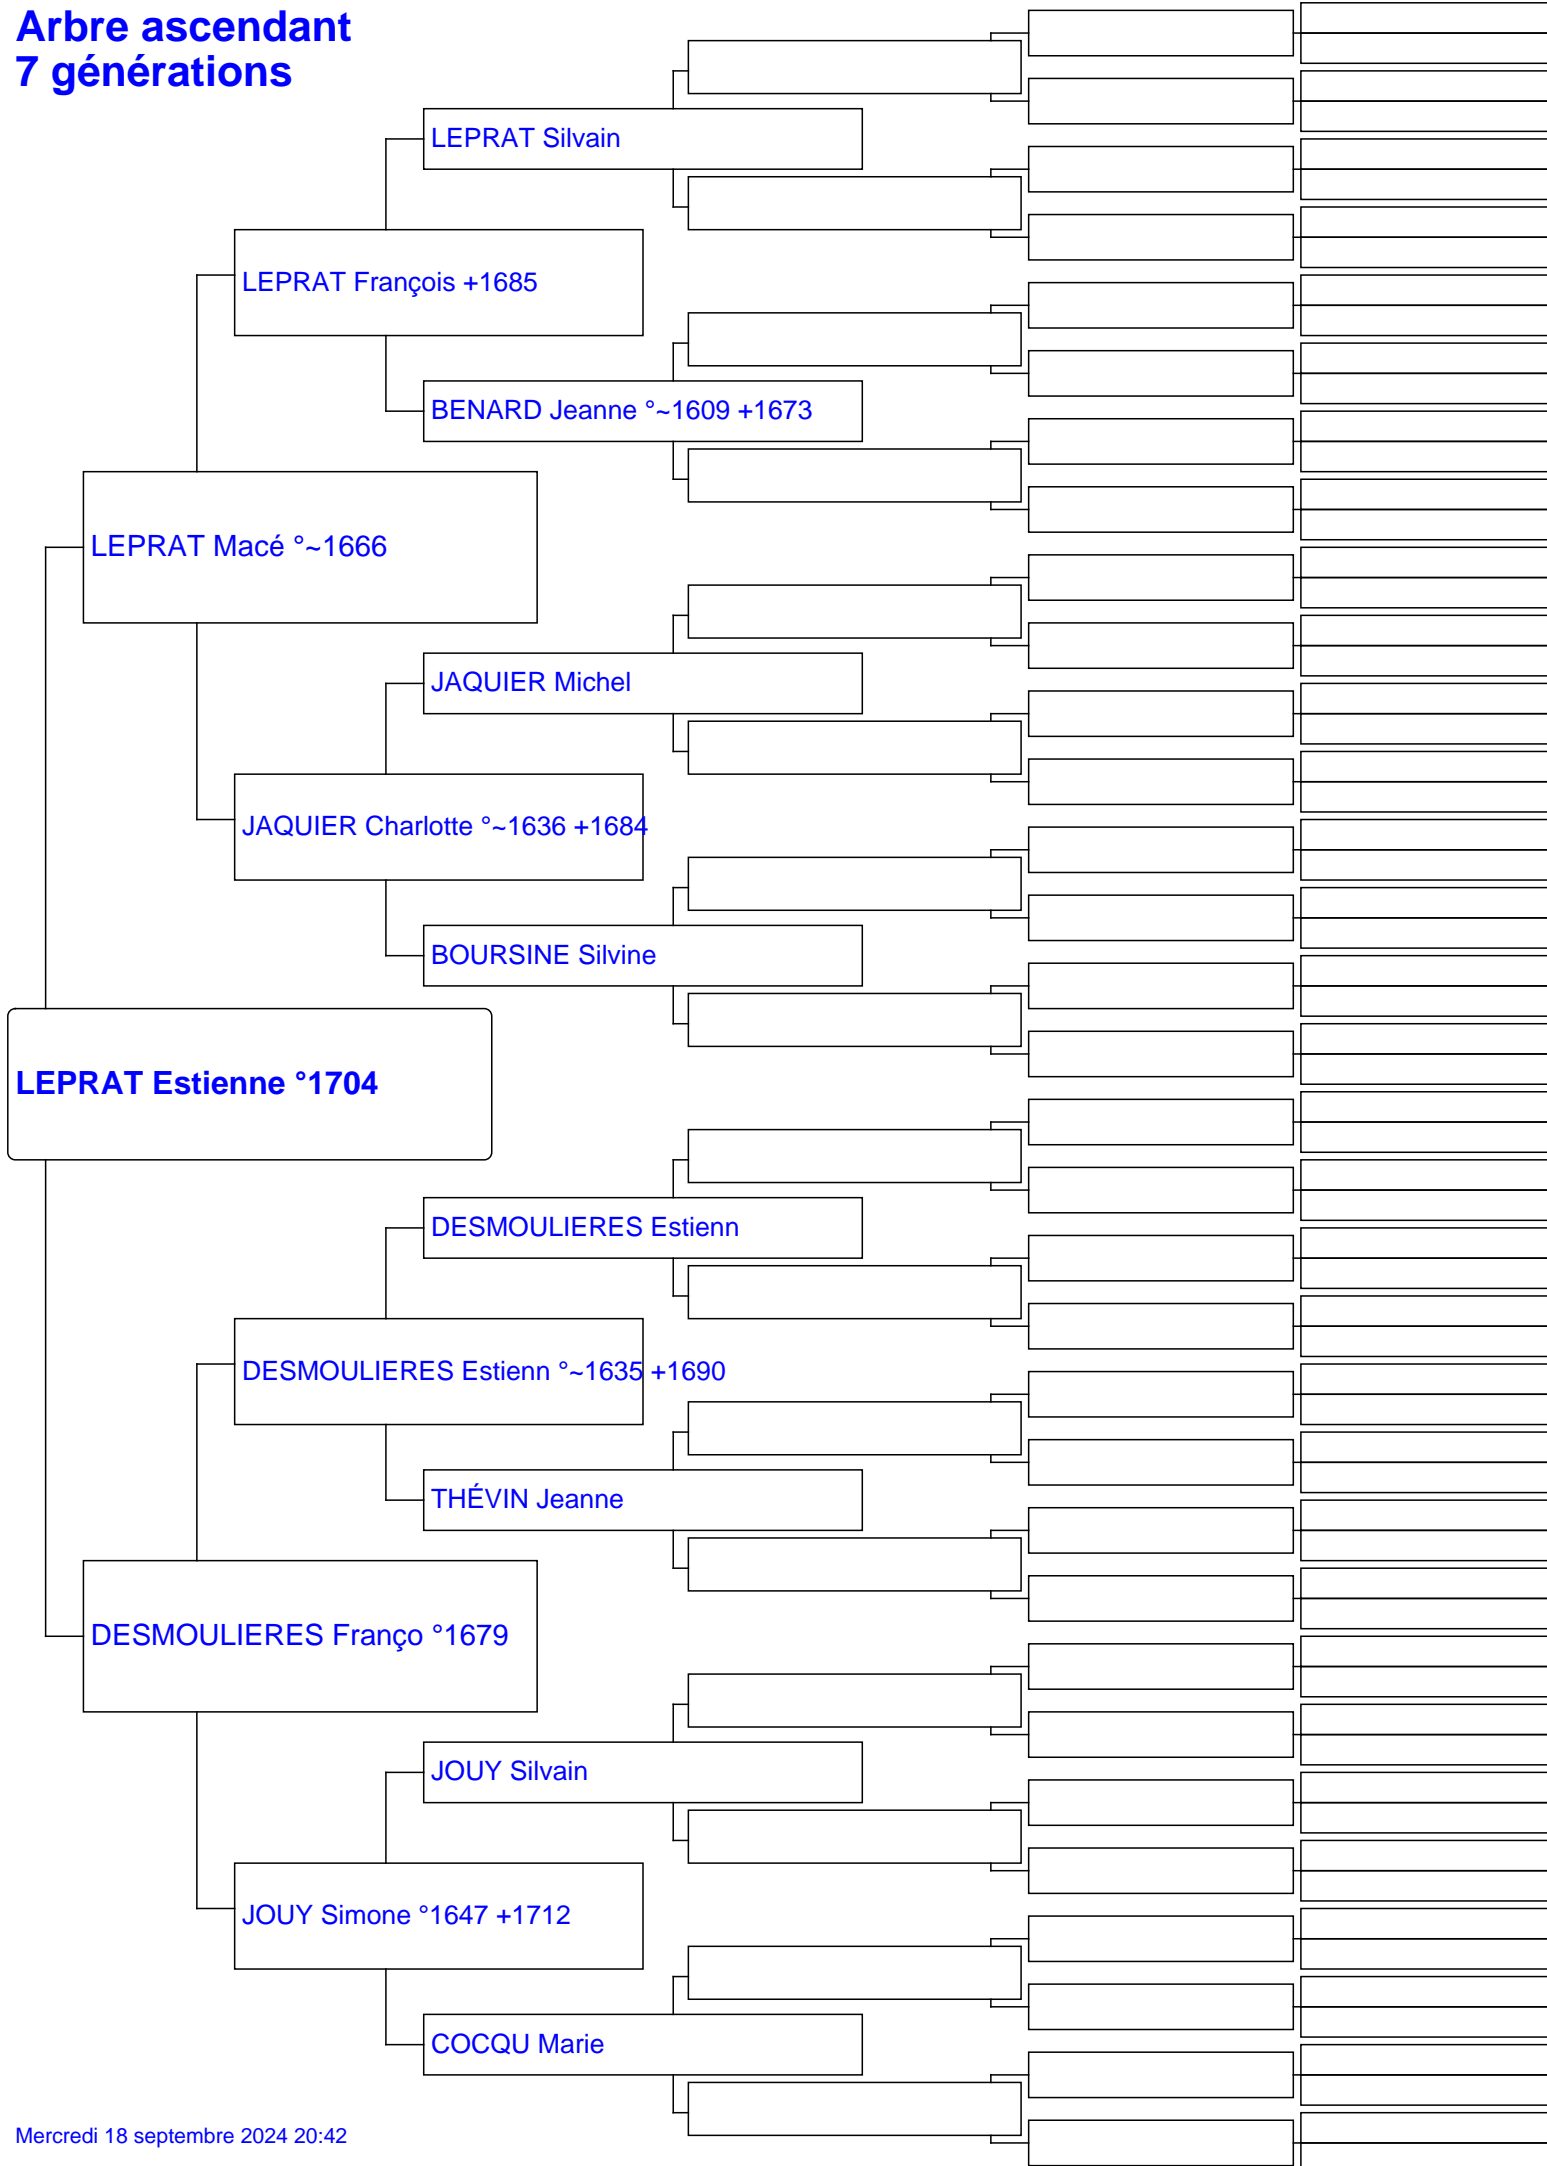 Arbre ascendant
7 générations
LEPRAT Silvain
LEPRAT François +1685
BENARD Jeanne °~1609 +1673
LEPRAT Macé °~1666
JAQUIER Michel
JAQUIER Charlotte °~1636 +1684
BOURSINE Silvine
LEPRAT Estienne °1704
DESMOULIERES Estienn
DESMOULIERES Estienn °~1635 +1690
THÉVIN Jeanne
DESMOULIERES Franço °1679
JOUY Silvain
JOUY Simone °1647 +1712
COCQU Marie
Mercredi 18 septembre 2024 20:42